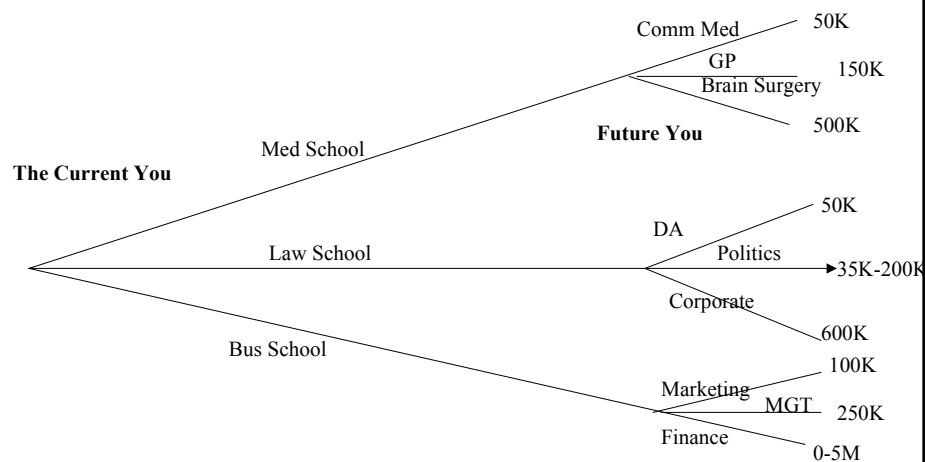 Comm Med
50K
GP
150K
Brain Surgery
500K
Future You
Med School
The Current You
50K
DA
Law School
Politics
35K-200K
Corporate
600K
Bus School
100K
Marketing
MGT
250K
Finance
0-5M